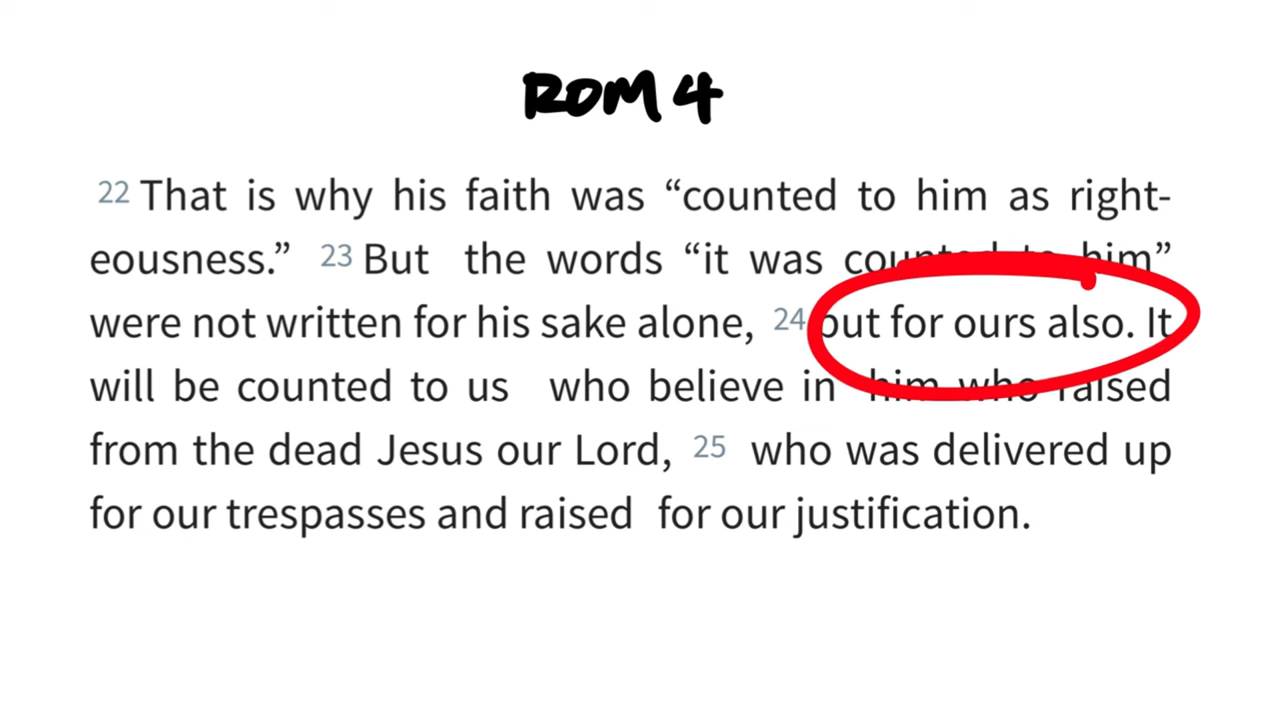 ROM 4
22 That is why his faith was “counted to him as right-
eousness.” 23 But the words “it was counted to him”
were not written for his sake alone, 24 but for ours also. It
will be counted to us who believe in him who raised
from the dead Jesus our Lord, 25 who was delivered up
for our trespasses and raised for our justification.